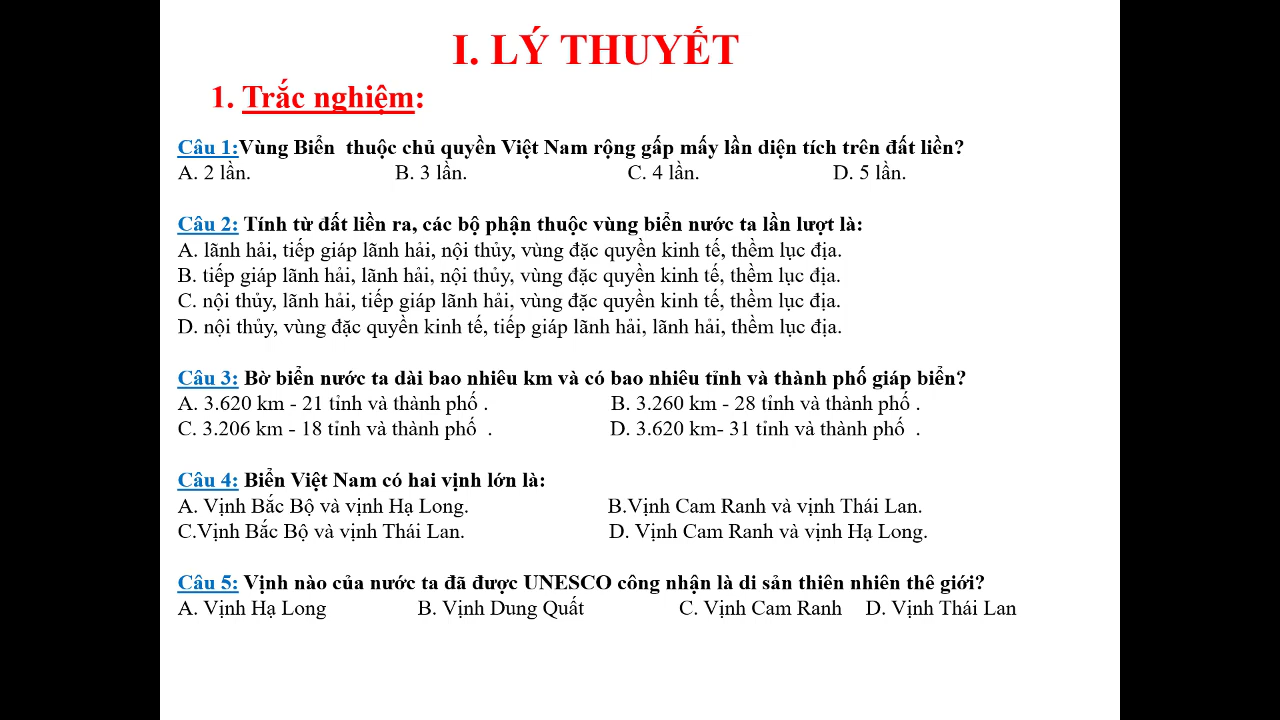 I. LÝ THUYẾT
1. Trắc nghiệm:
Câu 1:Vùng Biển thuộc chủ quyền Việt Nam rộng gấp mấy lần diện tích trên đất liền?
A. 2 lần. B. 3 lần. C. 4 lần. D. 5 lần.
Câu 2: Tính từ đất liền ra, các bộ phận thuộc vùng biển nước ta lần lượt là:
A. lãnh hải, tiếp giáp lãnh hải, nội thủy, vùng đặc quyền kinh tế, thềm lục địa.
B. tiếp giáp lãnh hải, lãnh hải, nội thủy, vùng đặc quyền kinh tế, thềm lục địa.
C. nội thủy, lãnh hải, tiếp giáp lãnh hải, vùng đặc quyền kinh tế, thềm lục địa.
D. nội thủy, vùng đặc quyền kinh tế, tiếp giáp lãnh hải, lãnh hải, thềm lục địa.
Câu 3: Bờ biển nước ta dài bao nhiêu km và có bao nhiêu tỉnh và thành phố giáp biển?
A. 3.620 km - 21 tỉnh và thành phố . B. 3.260 km - 28 tỉnh và thành phố .
C. 3.206 km - 18 tỉnh và thành phố . D. 3.620 km- 31 tỉnh và thành phố .
Câu 4: Biển Việt Nam có hai vịnh lớn là:
A. Vịnh Bắc Bộ và vịnh Hạ Long. B.Vịnh Cam Ranh và vịnh Thái Lan.
C.Vịnh Bắc Bộ và vịnh Thái Lan. D. Vịnh Cam Ranh và vịnh Hạ Long.
Câu 5: Vịnh nào của nước ta đã được UNESCO công nhận là di sản thiên nhiên thê giới?
A. Vịnh Hạ Long B. Vịnh Dung Quất C. Vịnh Cam Ranh D. Vịnh Thái Lan